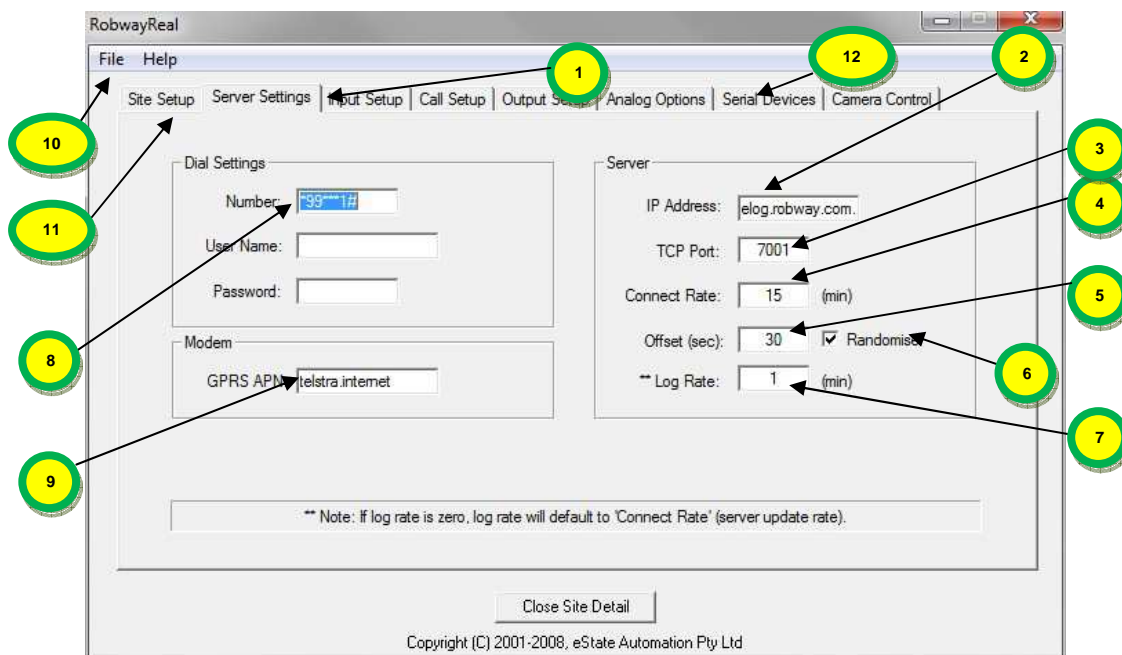 RobwayReal
File Help
1
12
2
Site Setup Server Settings Input Setup Call Setup Output Setup Analog Options Serial Devices Camera Control
10
11
Dial Settings
Number: *99***1#
User Name:
Password:
8
Modem
GPRS APN telstra.internet
9
Server
IP Address: elog.robway.com.
TCP Port: 7001
Connect Rate: 15 (min)
Offset (sec): 30 Randomise
** Log Rate: 1 (min)
3
4
5
6
7
** Note: If log rate is zero, log rate will default to 'Connect Rate' (server update rate).
Close Site Detail
Copyright (C) 2001-2008, eState Automation Pty Ltd